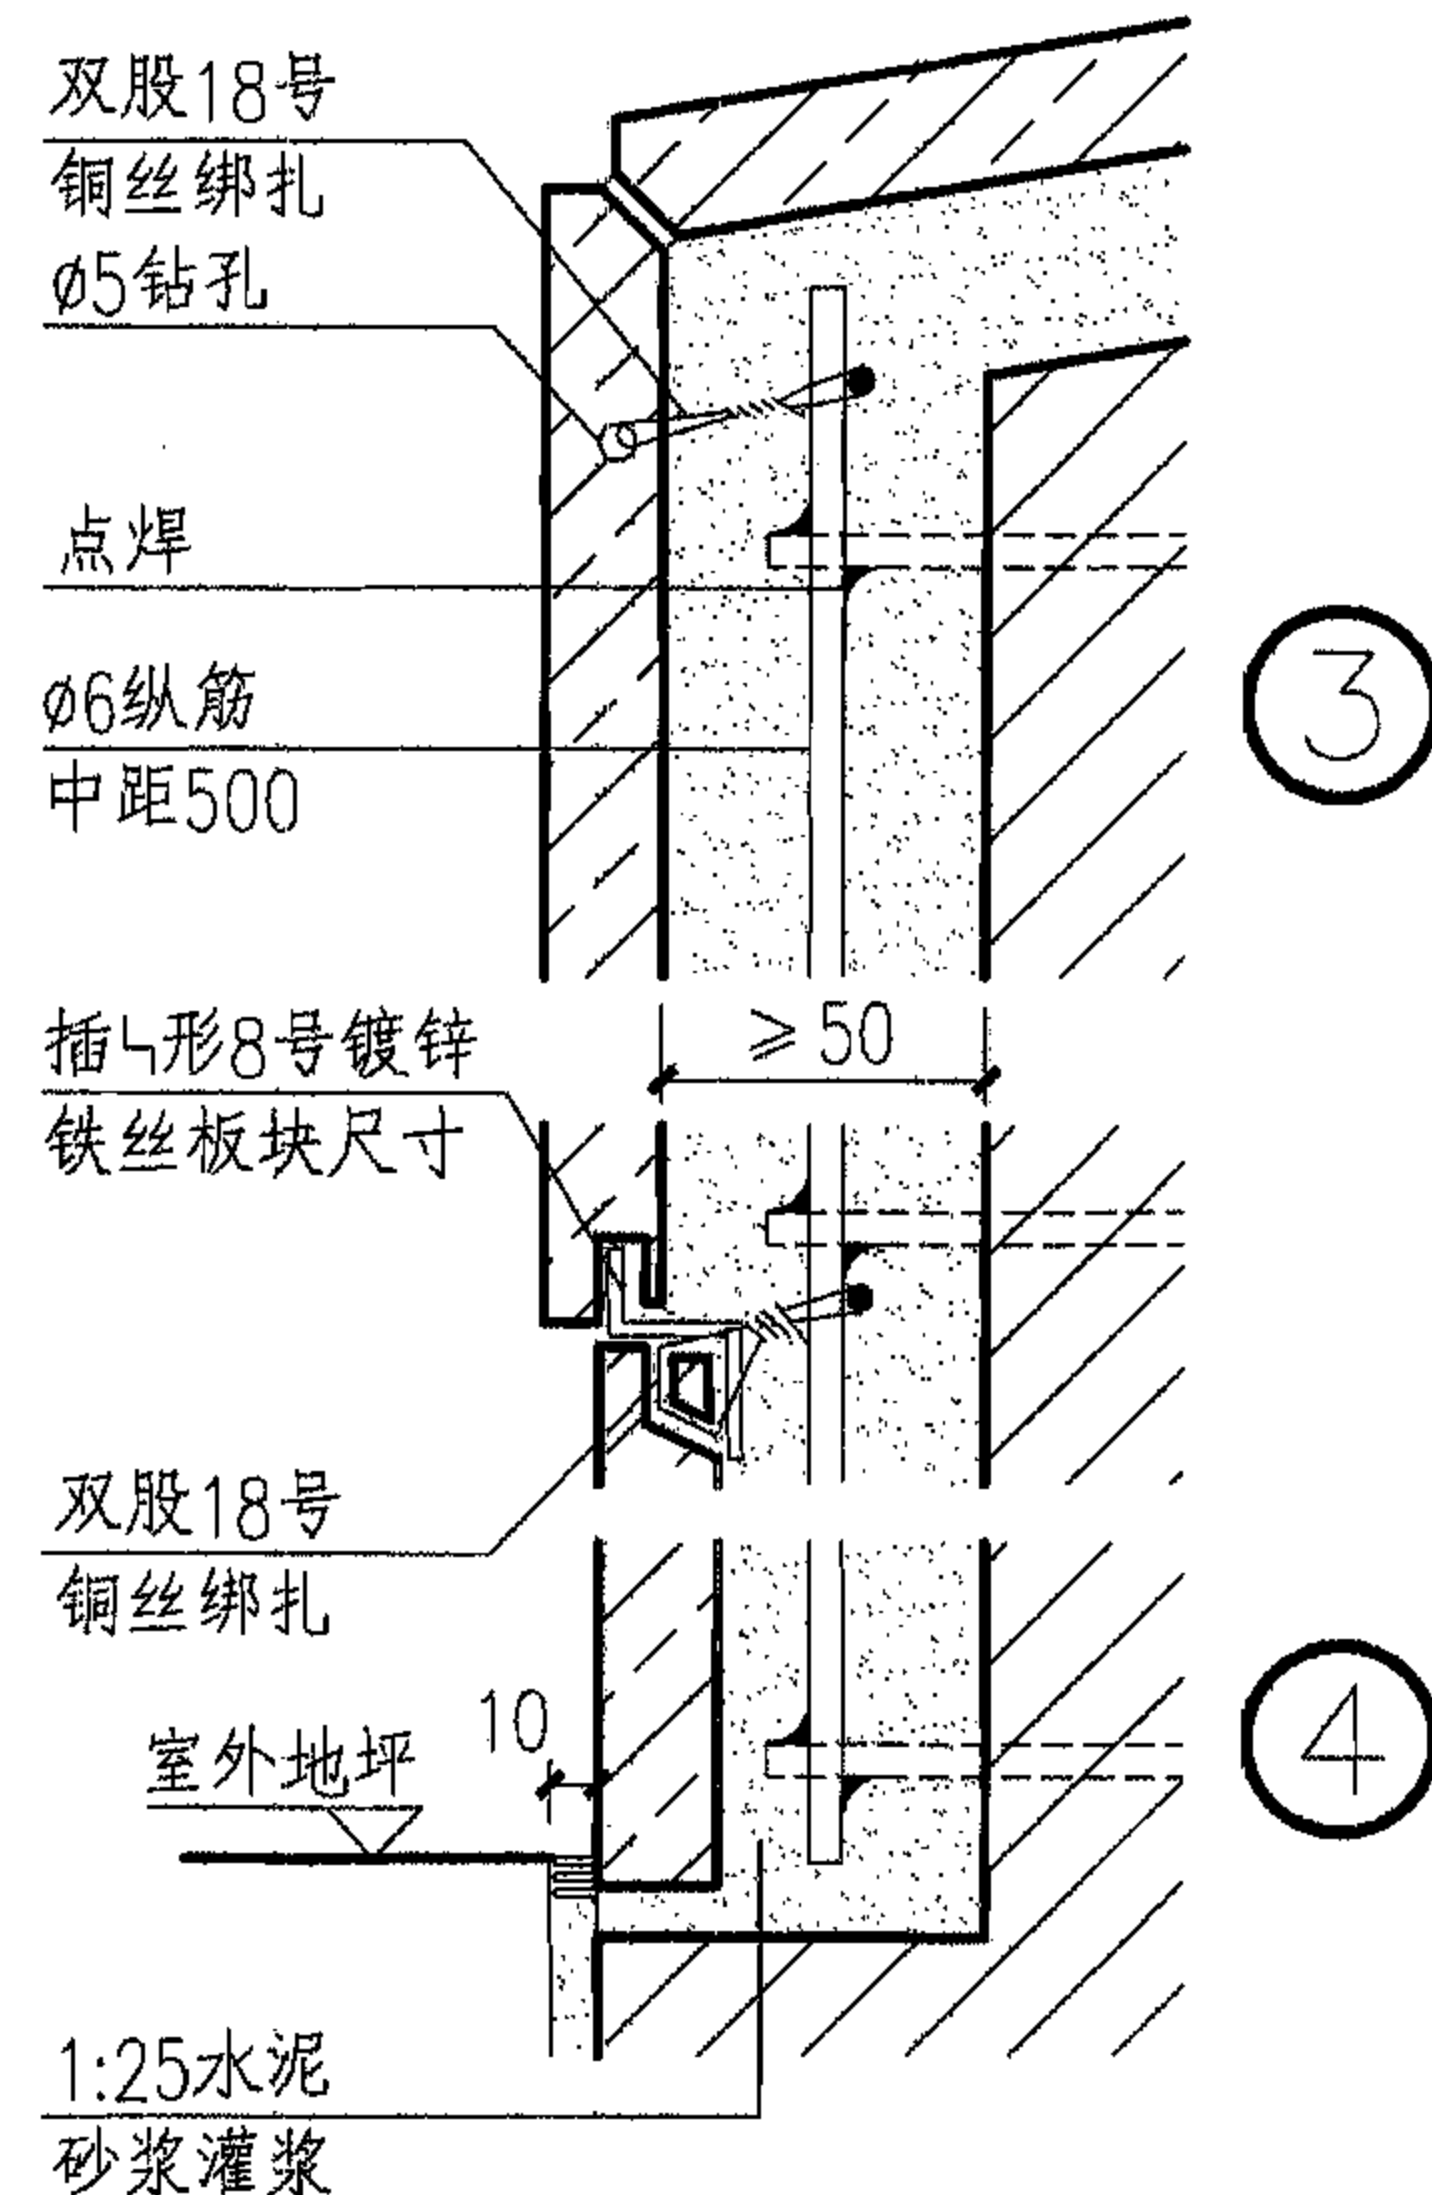 双股18号
铜丝绑扎
ø5钻孔
点焊
ø6纵筋
中距500
③
插ㄣ形8号镀锌
铁丝板块尺寸
≥50
双股18号
铜丝绑扎
10
室外地坪
④
1:25水泥
砂浆灌浆